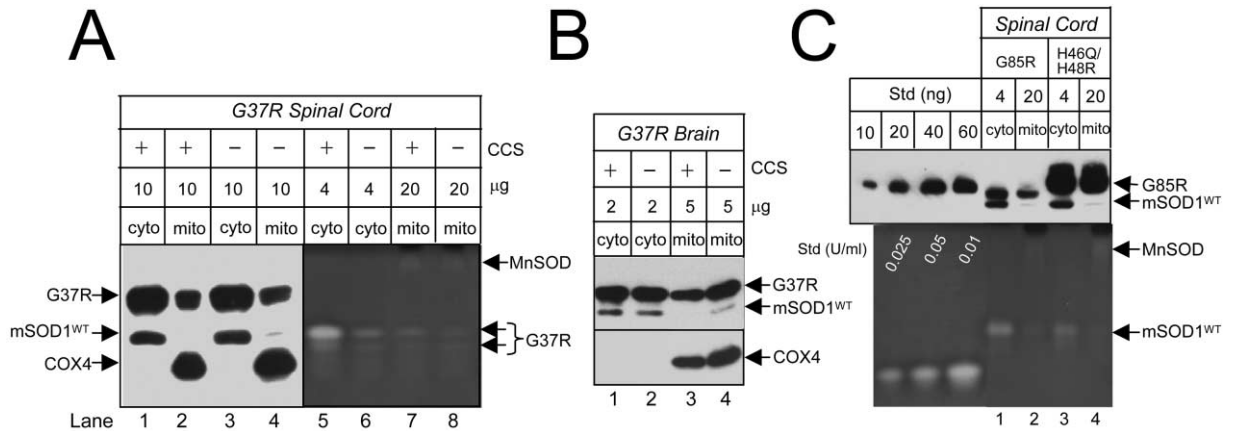 A
G37R Spinal Cord
+ + − − + − + − CCS
10 10 10 10 4 4 20 20 μg
cyto mito cyto mito cyto cyto mito mito
MnSOD
G37R
mSOD1WT
G37R
COX4
Lane 1 2 3 4 5 6 7 8
B
G37R Brain
CCS + − + −
2 2 5 5 μg
cyto cyto mito mito
G37R
mSOD1WT
COX4
1 2 3 4
C
Spinal Cord
G85R H46Q/
H48R
Std (ng) 4 20 4 20
10 20 40 60 cyto mito cyto mito
G85R
mSOD1WT
Std (U/ml) 0.025 0.05 0.01
MnSOD
mSOD1WT
1 2 3 4